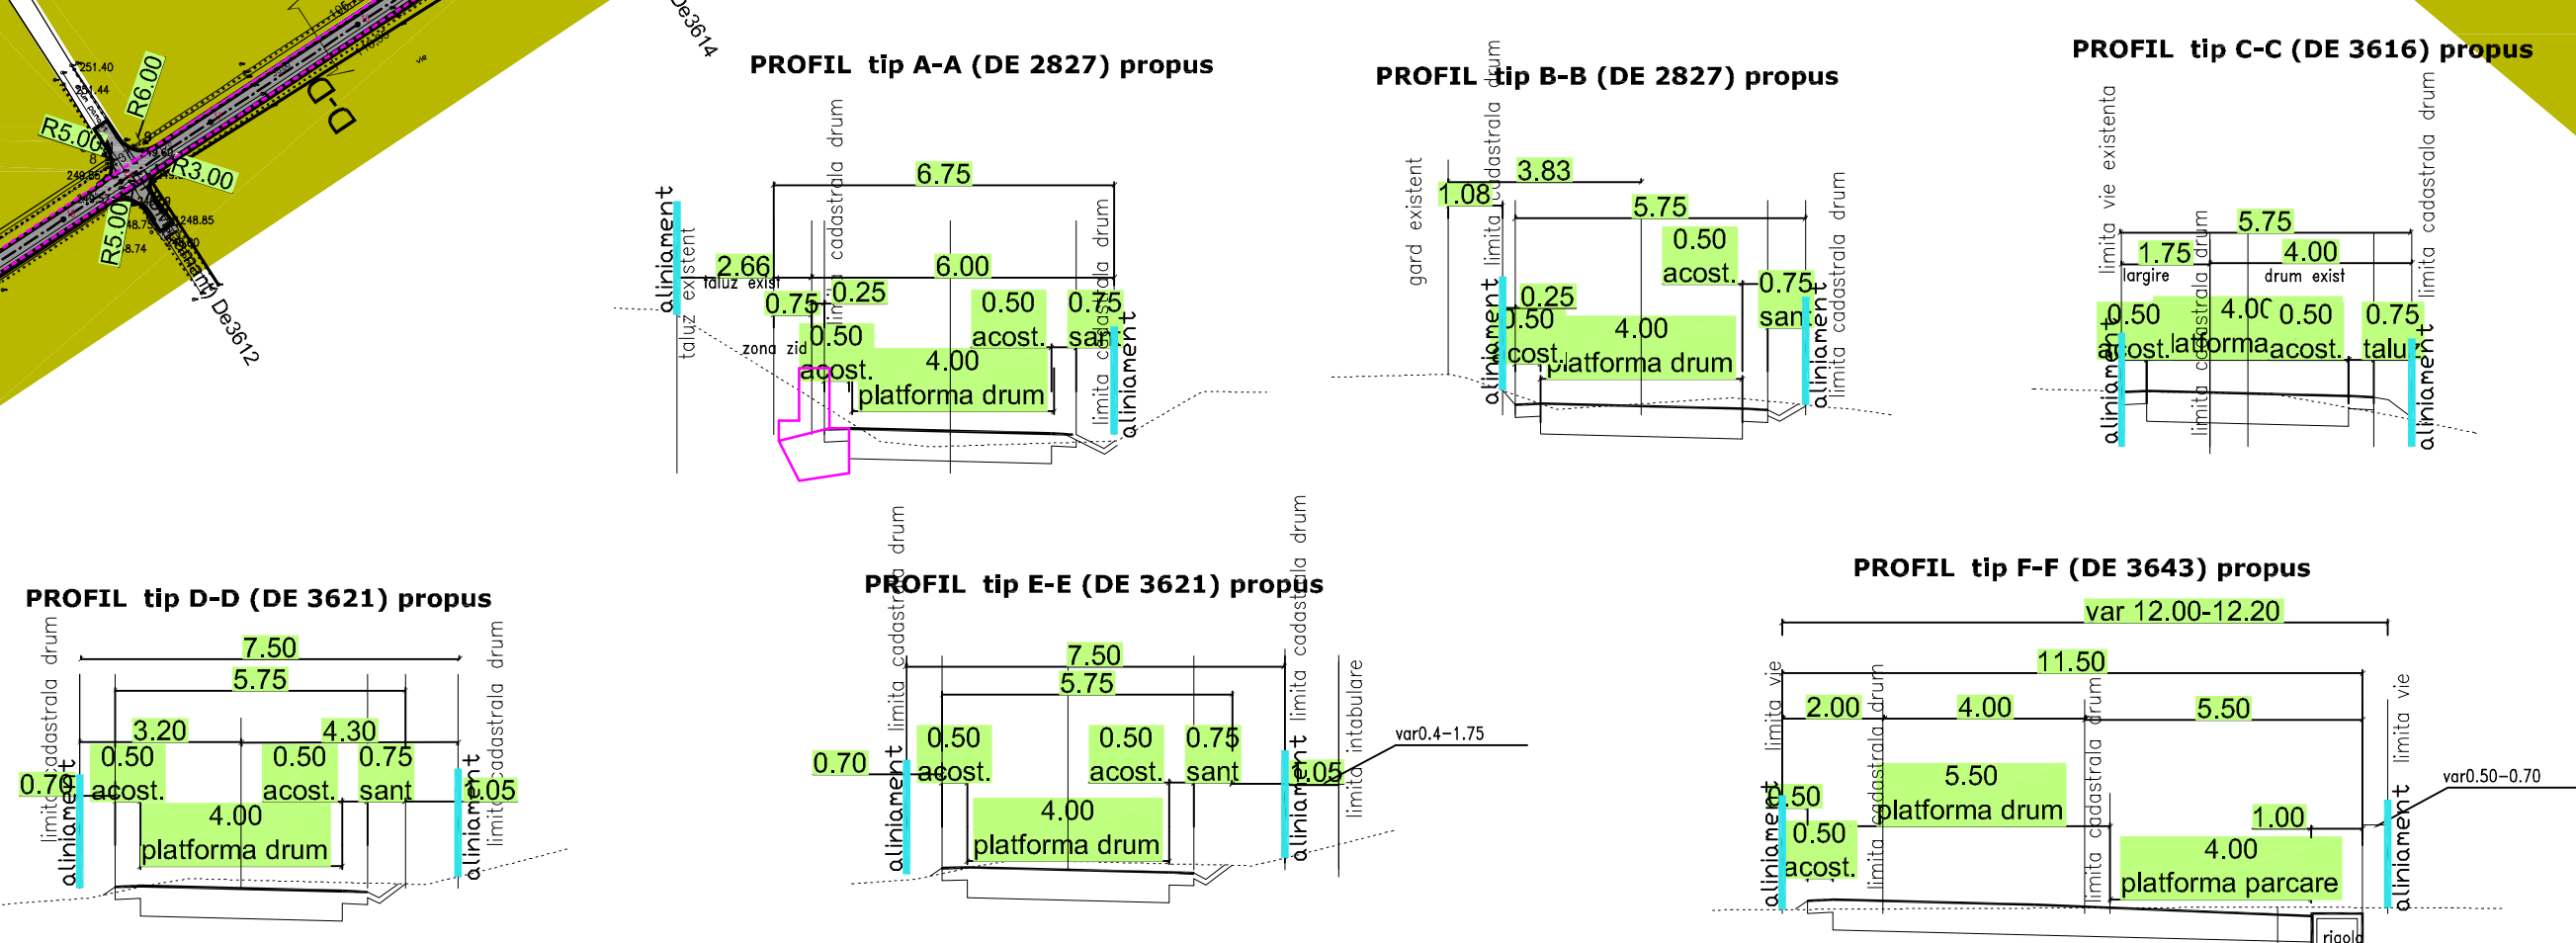 De3614
251.40
251.44
R6.00
R5.00
R3.00
R5.00
248.85
D-D
vie
De3612
PROFIL tip A-A (DE 2827) propus
6.75
limita cadastrala drum
aliniament
taluz existent
2.66
taluz exist
6.00
0.75
0.25
zona zid
0.50
acost.
4.00
platforma drum
0.50
acost.
0.75
sant
limita cadastrala drum
aliniament
PROFIL tip B-B (DE 2827) propus
gard existent
3.83
1.08
limita cadastrala drum
5.75
0.50
acost.
0.25
0.50
acost.
4.00
platforma drum
0.75
sant
aliniament
aliniament
limita cadastrala drum
PROFIL tip C-C (DE 3616) propus
limita vie existenta
limita cadastrala drum
5.75
1.75
4.00
largire
drum exist
limita cadastrala drum
0.50
acost.
4.00
platforma
0.50
acost.
0.75
taluz
aliniament
aliniament
PROFIL tip D-D (DE 3621) propus
limita cadastrala drum
limita cadastrala drum
7.50
5.75
3.20
4.30
0.70
0.50
acost.
0.50
acost.
0.75
sant
1.05
4.00
platforma drum
aliniament
aliniament
PROFIL tip E-E (DE 3621) propus
limita cadastrala drum
limita cadastrala drum
limita intabulare
7.50
5.75
0.70
0.50
acost.
0.50
acost.
0.75
sant
1.05
var0.4-1.75
4.00
platforma drum
aliniament
aliniament
PROFIL tip F-F (DE 3643) propus
var 12.00-12.20
11.50
limita vie
limita cadastrala drum
limita cadastrala drum
limita vie
2.00
4.00
5.50
0.50
0.50
acost.
5.50
platforma drum
1.00
var0.50-0.70
4.00
platforma parcare
aliniament
aliniament
rigola